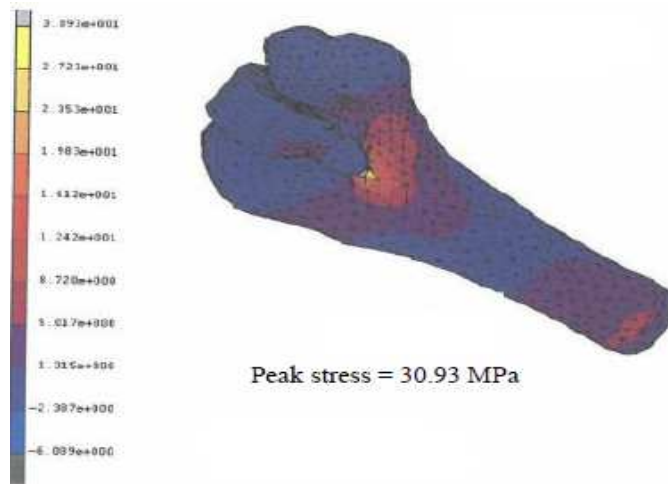 3.093e+001
2.723e+001
2.353e+001
1.983e+001
1.612e+001
1.242e+001
8.720e+000
5.017e+000
1.315e+000
-2.387e+000
-6.089e+000
Peak stress = 30.93 MPa